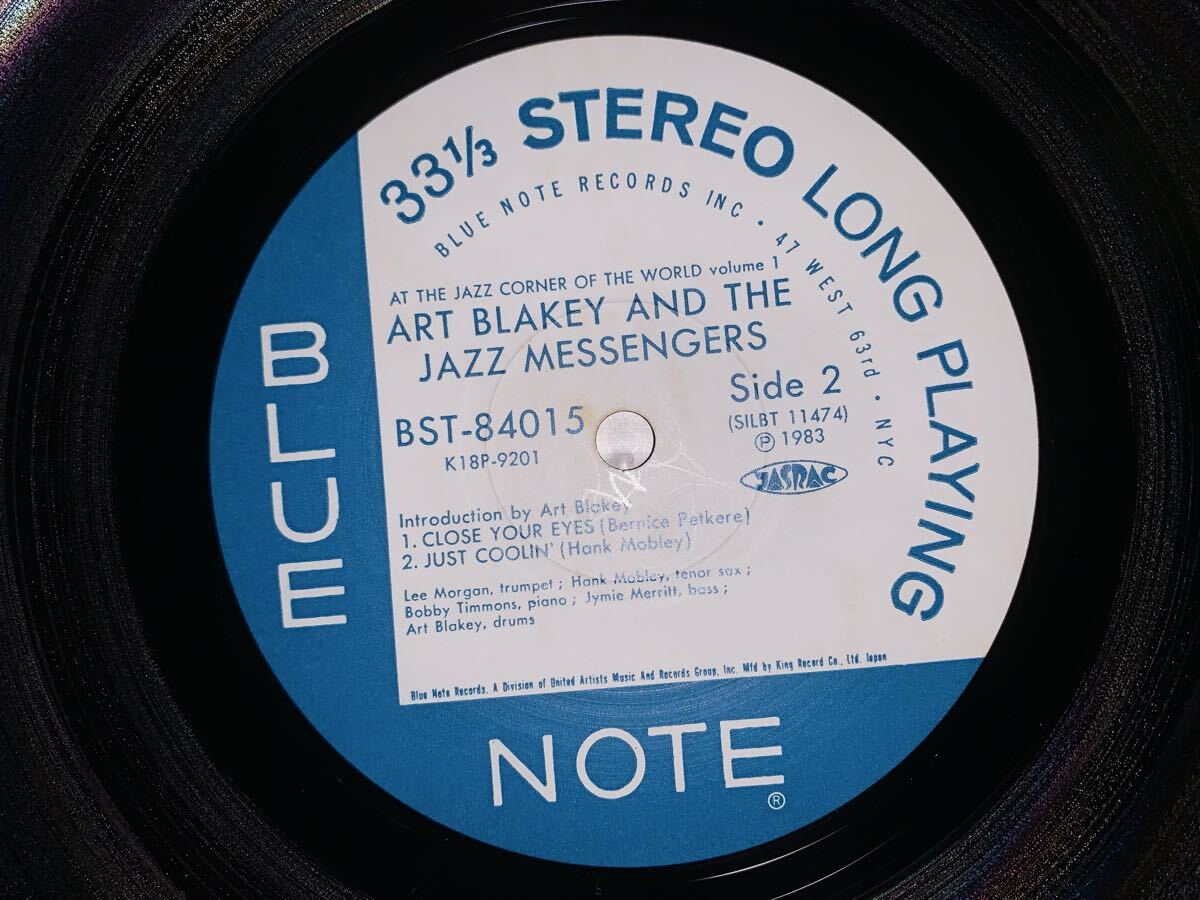 33⅓ STEREO LONG PLAYING
BLUE NOTE RECORDS INC • 47 WEST 63rd • NYC
AT THE JAZZ CORNER OF THE WORLD volume 1
ART BLAKEY AND THE
JAZZ MESSENGERS
Side 2
BST-84015
(SILBT 11474)
K18P-9201
℗ 1983
JASRAC
Introduction by Art Blakey
1. CLOSE YOUR EYES (Bernice Petkere)
2. JUST COOLIN' (Hank Mobley)
Lee Morgan, trumpet ; Hank Mobley, tenor sax ;
Bobby Timmons, piano ; Jymie Merritt, bass ;
Art Blakey, drums
Blue Note Records, A Division of United Artists Music And Records Group, Inc. Mfd by King Record Co., Ltd. Japan
BLUE
NOTE
®